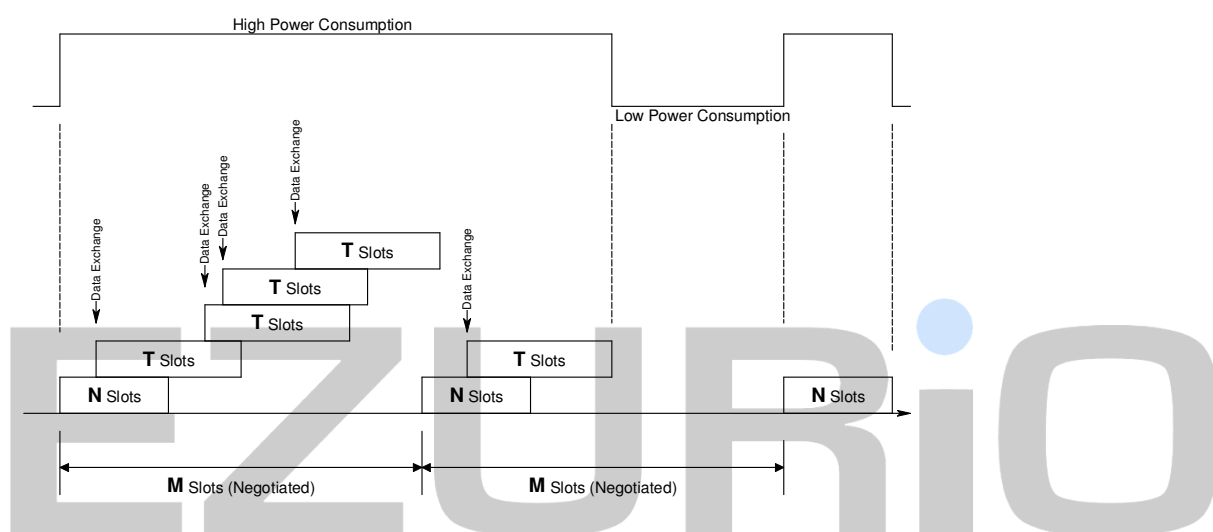 High Power Consumption
Low Power Consumption
Data Exchange
Data Exchange
Data Exchange
Data Exchange
Data Exchange
T Slots
T Slots
T Slots
T Slots
T Slots
N Slots
N Slots
N Slots
M Slots (Negotiated)
M Slots (Negotiated)
EZURiO